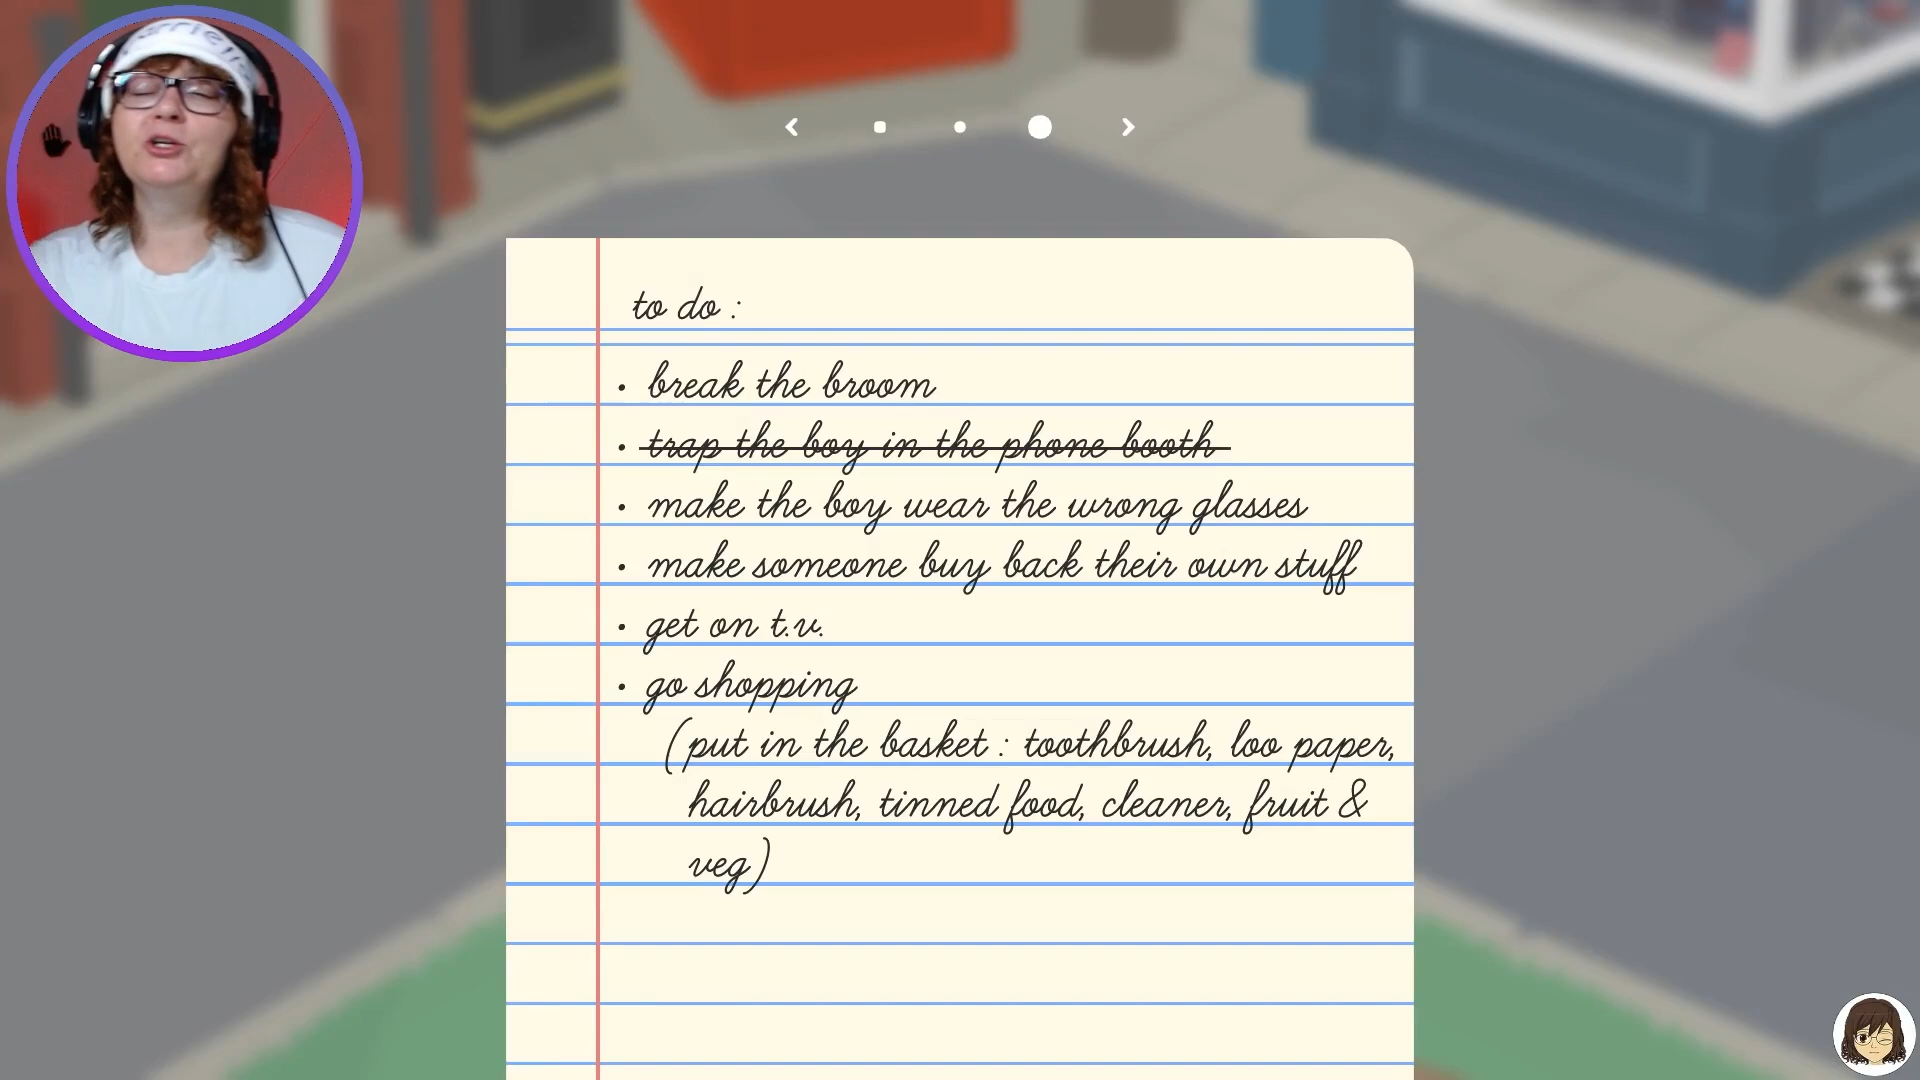 to do :
• break the broom
• trap the boy in the phone booth
• make the boy wear the wrong glasses
• make someone buy back their own stuff
• get on t.v.
• go shopping
(put in the basket : toothbrush, loo paper,
hairbrush, tinned food, cleaner, fruit &
veg)